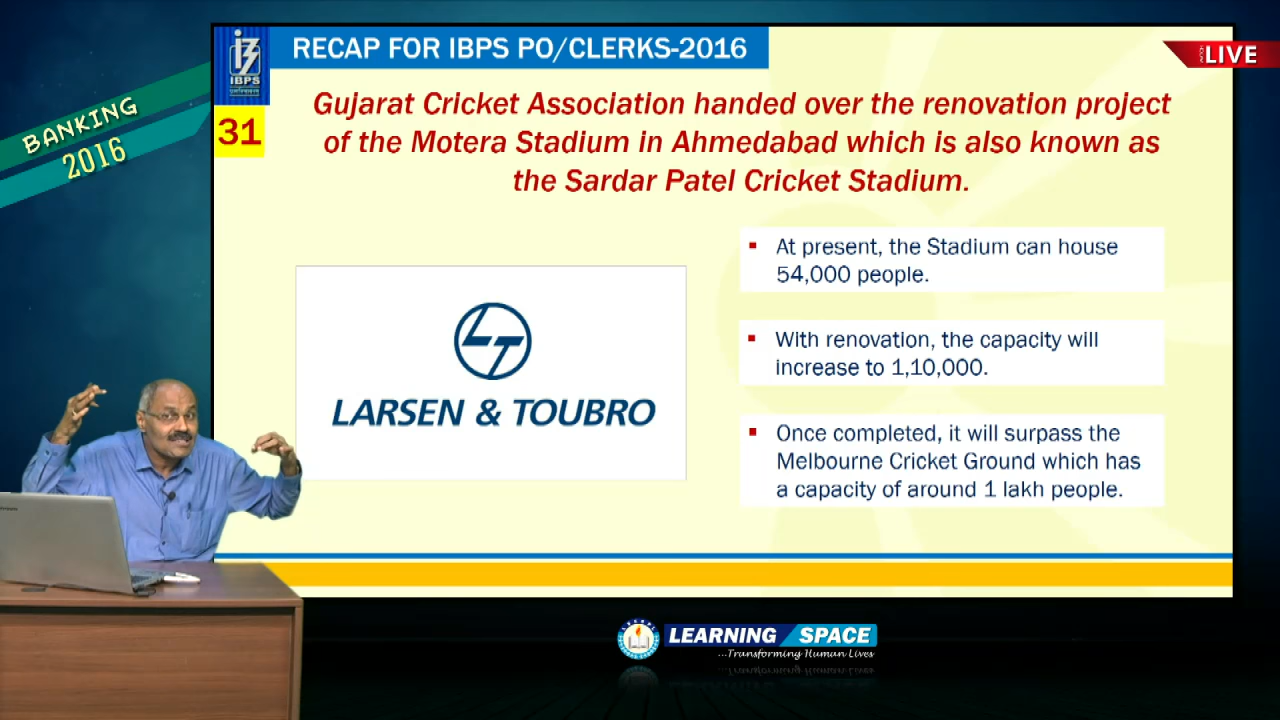 BANKING
2016
IBPS
RECAP FOR IBPS PO/CLERKS-2016
LIVE
31
Gujarat Cricket Association handed over the renovation project
of the Motera Stadium in Ahmedabad which is also known as
the Sardar Patel Cricket Stadium.
LARSEN & TOUBRO
▪ At present, the Stadium can house
54,000 people.
▪ With renovation, the capacity will
increase to 1,10,000.
▪ Once completed, it will surpass the
Melbourne Cricket Ground which has
a capacity of around 1 lakh people.
LEARNING SPACE
...Transforming Human Lives